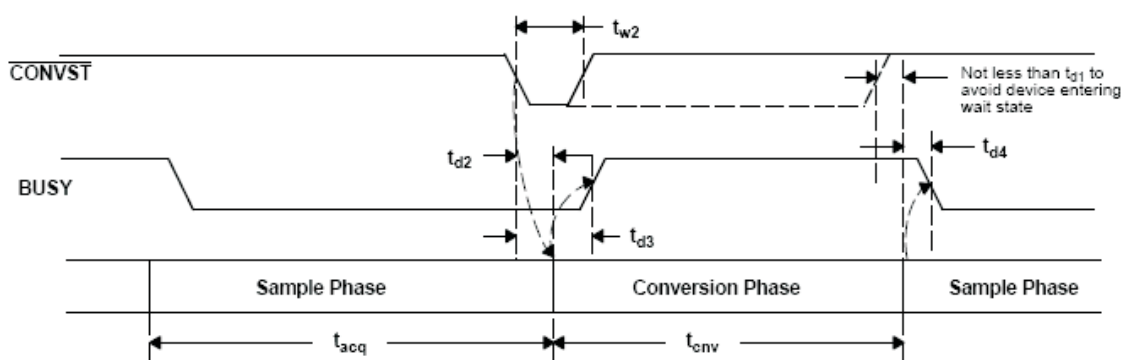 t_w2
CONVST
Not less than t_d1 to
avoid device entering
wait state
t_d2
t_d4
BUSY
t_d3
Sample Phase
Conversion Phase
Sample Phase
t_acq
t_cnv